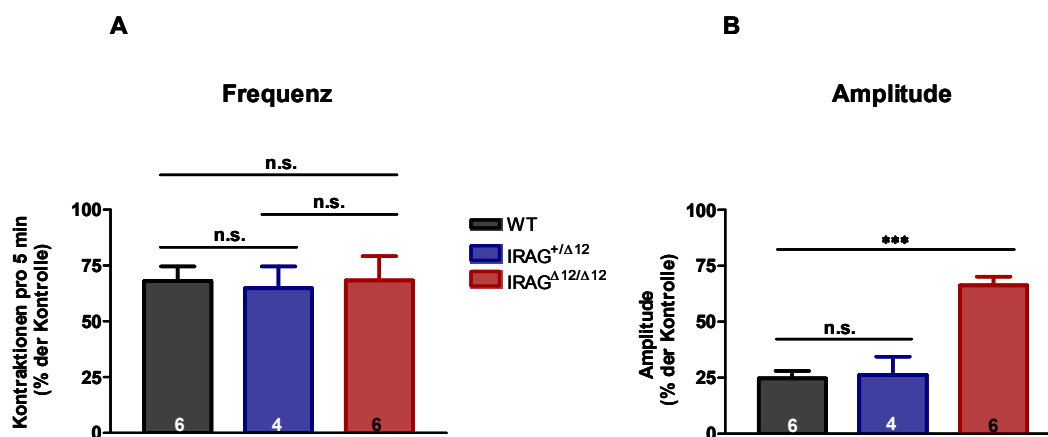 A
Frequenz
n.s.
n.s.
n.s.
Kontraktionen pro 5 min
(% der Kontrolle)
100
75
50
25
0
6
4
6
WT
IRAG+/Δ12
IRAGΔ12/Δ12
B
Amplitude
***
n.s.
Amplitude
(% der Kontrolle)
100
75
50
25
0
6
4
6